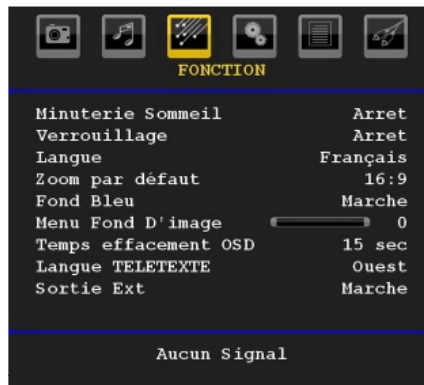 FONCTION
Minuterie Sommeil Arret
Verrouillage Arret
Langue Français
Zoom par défaut 16:9
Fond Bleu Marche
Menu Fond D'image 0
Temps effacement OSD 15 sec
Langue TELETEXTE Ouest
Sortie Ext Marche
Aucun Signal